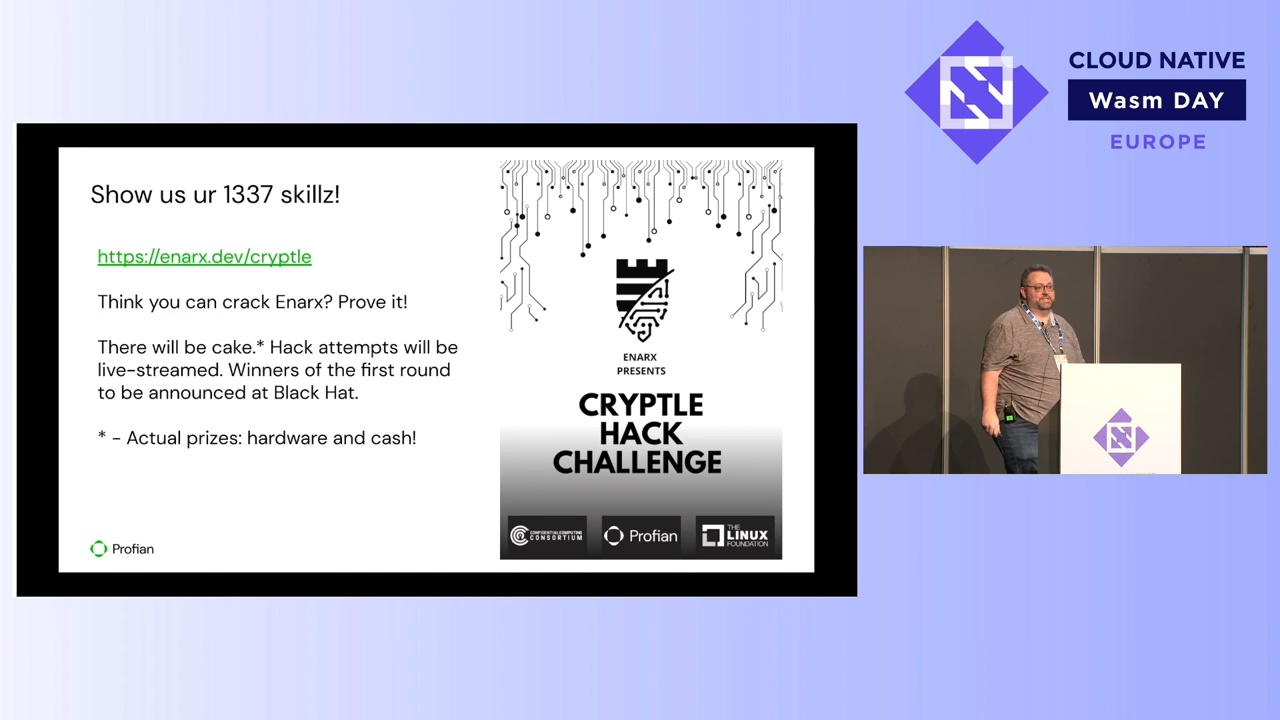 CLOUD NATIVE
Wasm DAY
EUROPE
Show us ur 1337 skillz!
https://enarx.dev/cryptle
Think you can crack Enarx? Prove it!
There will be cake.* Hack attempts will be
live-streamed. Winners of the first round
to be announced at Black Hat.
* - Actual prizes: hardware and cash!
Profian
ENARX
PRESENTS
CRYPTLE
HACK
CHALLENGE
CONFIDENTIAL COMPUTING
CONSORTIUM
Profian
THE
LINUX
FOUNDATION